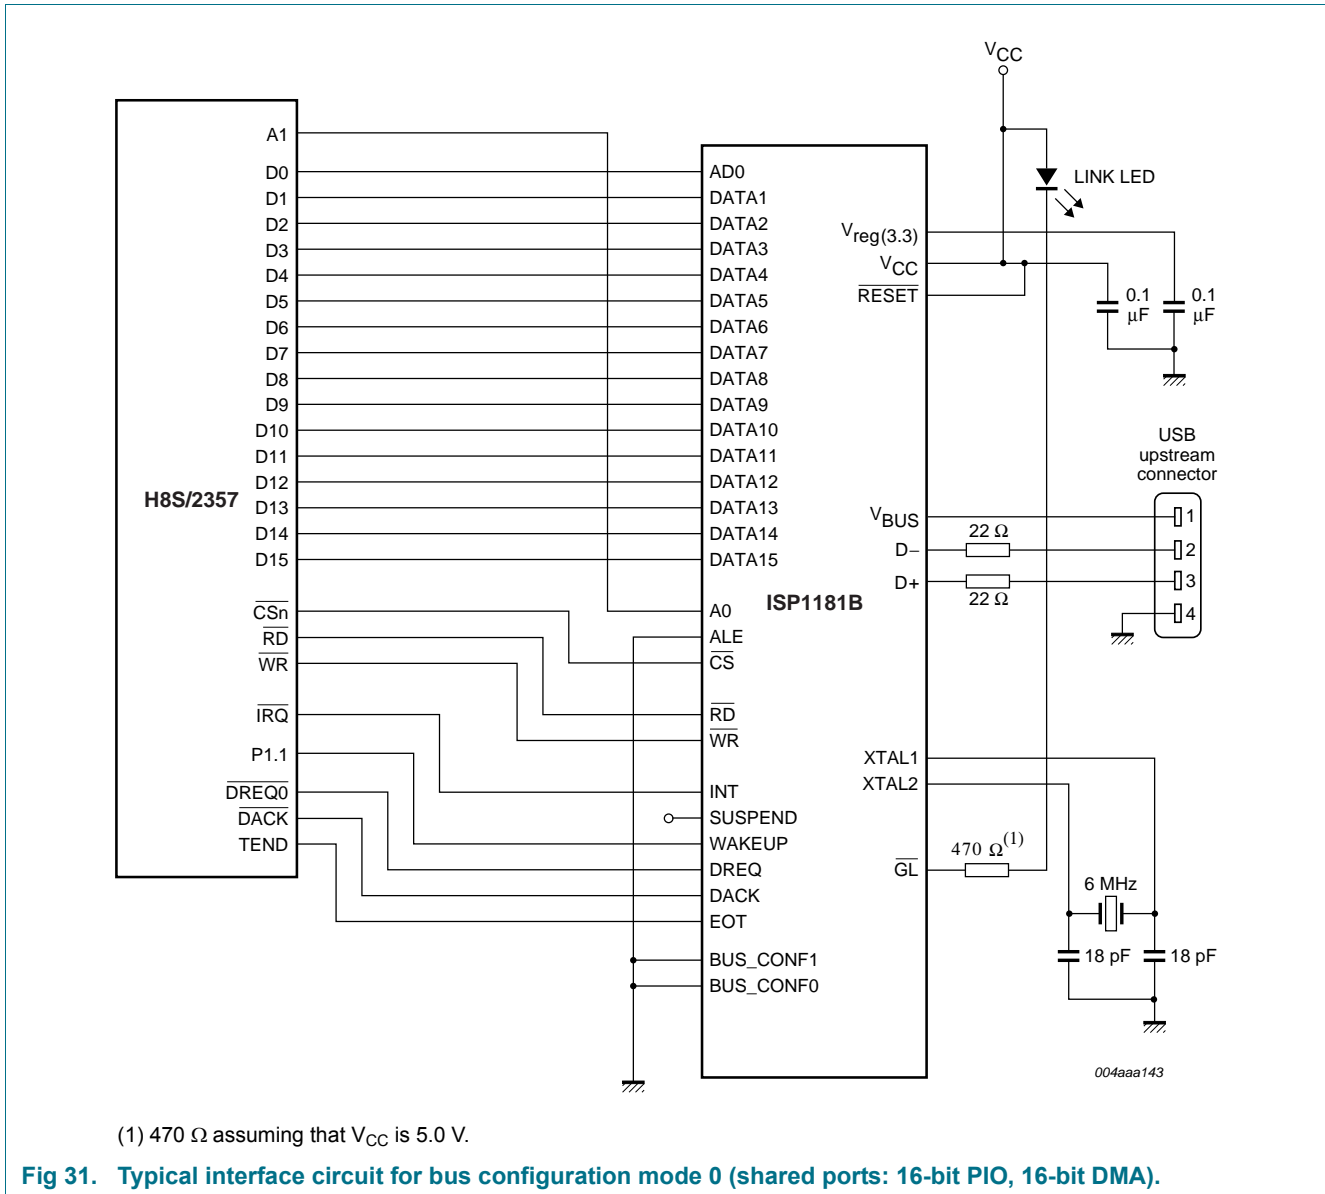 VCC
A1
D0
D1
D2
D3
D4
D5
D6
D7
D8
D9
D10
D11
D12
D13
D14
D15
H8S/2357
CSn
RD
WR
IRQ
P1.1
DREQ0
DACK
TEND
AD0
DATA1
DATA2
DATA3
DATA4
DATA5
DATA6
DATA7
DATA8
DATA9
DATA10
DATA11
DATA12
DATA13
DATA14
DATA15
A0
ALE
CS
RD
WR
INT
SUSPEND
WAKEUP
DREQ
DACK
EOT
BUS_CONF1
BUS_CONF0
ISP1181B
Vreg(3.3)
VCC
RESET
VBUS
D−
D+
XTAL1
XTAL2
GL
LINK LED
0.1
μF
0.1
μF
USB
upstream
connector
1
2
3
4
22 Ω
22 Ω
470 Ω(1)
6 MHz
18 pF
18 pF
004aaa143
(1) 470 Ω assuming that VCC is 5.0 V.
Fig 31. Typical interface circuit for bus configuration mode 0 (shared ports: 16-bit PIO, 16-bit DMA).